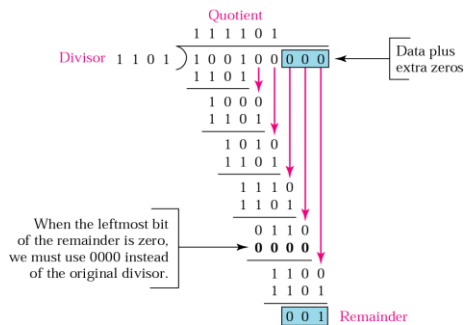 Quotient
1 1 1 1 0 1
Divisor 1 1 0 1 1 0 0 1 0 0 0 0 0 Data plus
extra zeros
1 1 0 1
1 0 0 0
1 1 0 1
1 0 1 0
1 1 0 1
1 1 1 0
1 1 0 1
When the leftmost bit
of the remainder is zero,
we must use 0000 instead
of the original divisor.
0 1 1 0
0 0 0 0
1 1 0 0
1 1 0 1
0 0 1 Remainder